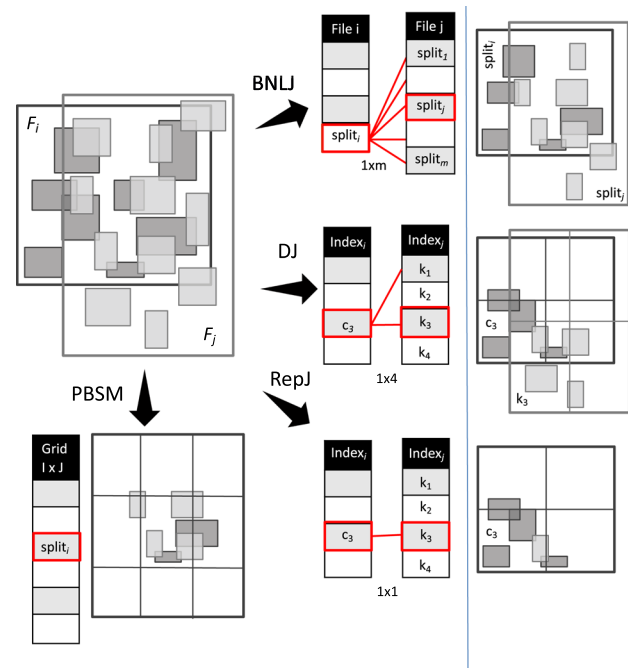 File i
File j
split1
BNLJ
splitj
spliti
1xm
splitm
Fi
Fj
spliti
splitj
DJ
Indexi
Indexj
k1
k2
c3
k3
k4
1x4
c3
k3
PBSM
RepJ
Grid
I x J
spliti
Indexi
Indexj
k1
k2
c3
k3
k4
1x1
c3